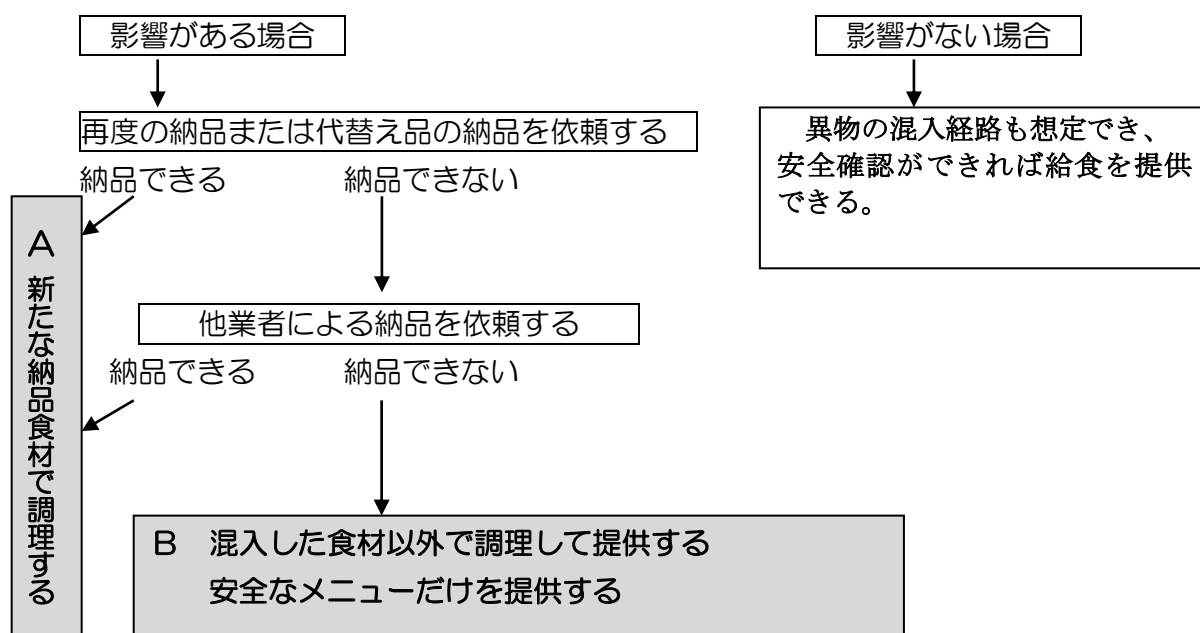 影響がある場合
影響がない場合
再度の納品または代替え品の納品を依頼する
異物の混入経路も想定でき、
安全確認ができれば給食を提供
できる。
納品できる
納品できない
他業者による納品を依頼する
納品できる
納品できない
A 新たな納品食材で調理する
B 混入した食材以外で調理して提供する
安全なメニューだけを提供する